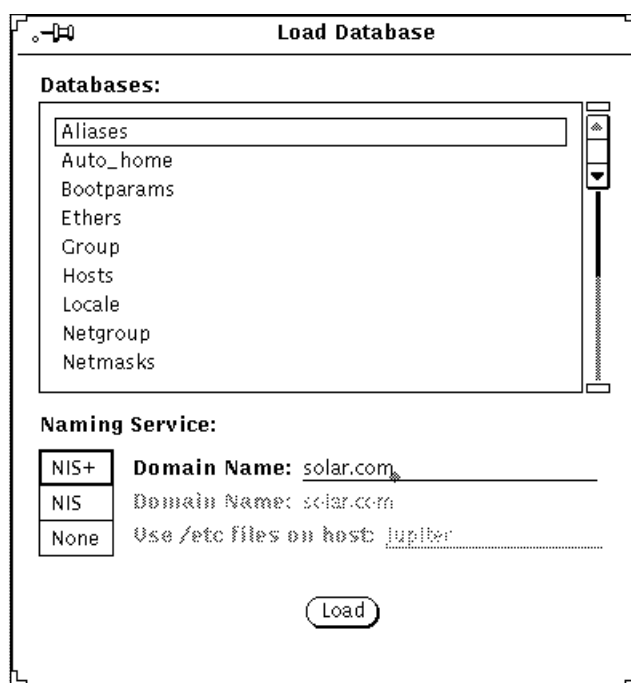 Load Database
Databases:
Aliases
Auto_home
Bootparams
Ethers
Group
Hosts
Locale
Netgroup
Netmasks
Naming Service:
NIS+ Domain Name: solar.com
NIS Domain Name: solar.com
None Use /etc files on host: jupiter
Load